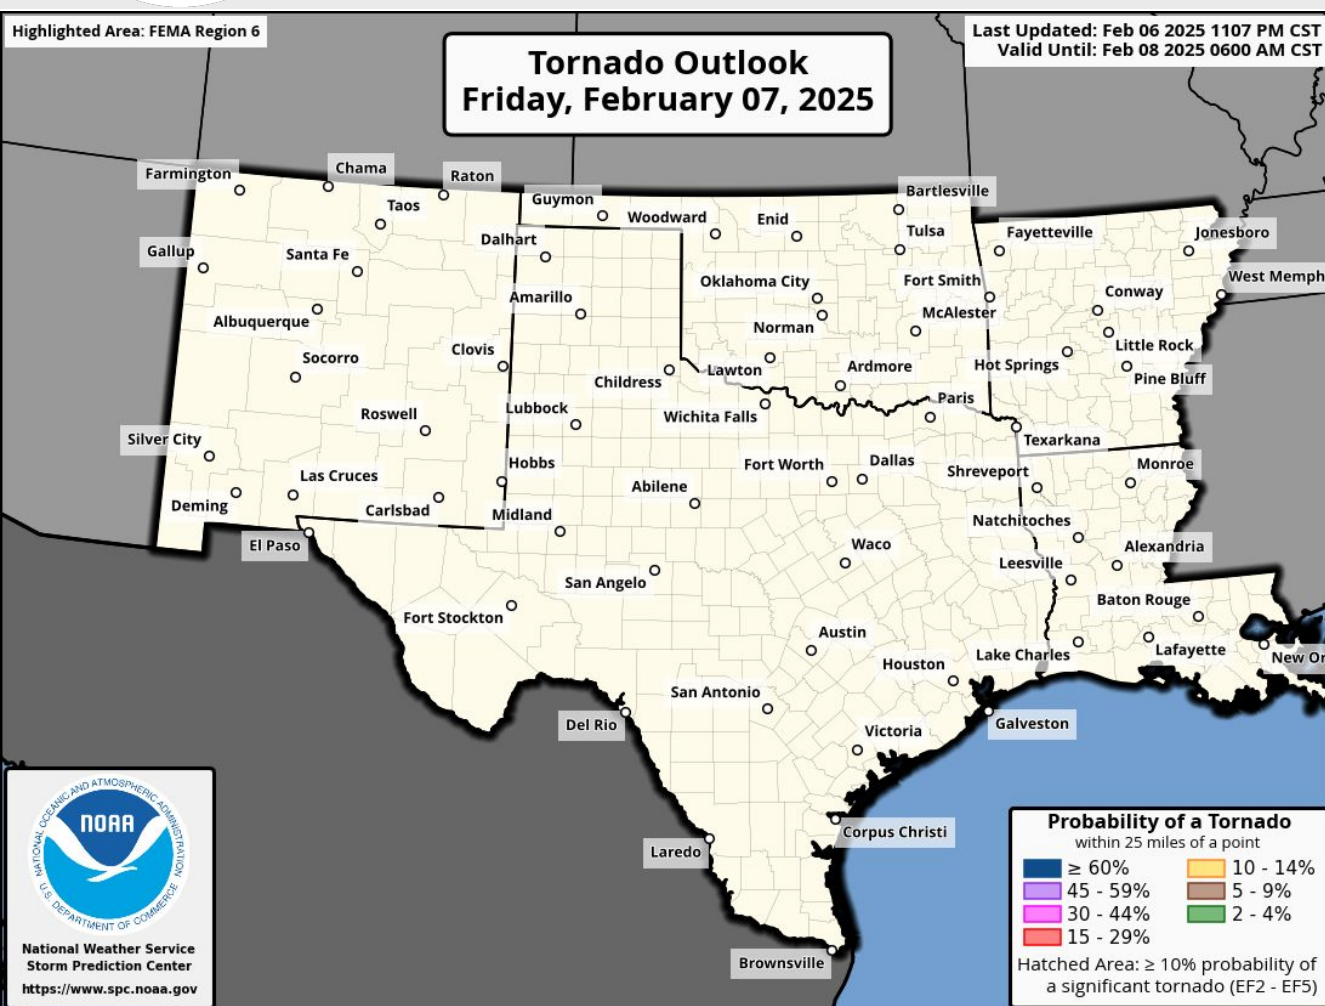 Highlighted Area: FEMA Region 6
Last Updated: Feb 06 2025 1107 PM CST
Valid Until: Feb 08 2025 0600 AM CST
Tornado Outlook
Friday, February 07, 2025
Farmington
Chama
Raton
Guymon
Bartlesville
Taos
Woodward
Enid
Tulsa
Fayetteville
Jonesboro
Gallup
Santa Fe
Dalhart
Oklahoma City
Fort Smith
West Memph
Amarillo
Conway
Albuquerque
Norman
McAlester
Little Rock
Socorro
Clovis
Childress
Lawton
Ardmore
Hot Springs
Pine Bluff
Roswell
Lubbock
Wichita Falls
Paris
Silver City
Texarkana
Las Cruces
Hobbs
Abilene
Fort Worth
Dallas
Shreveport
Monroe
Deming
Carlsbad
Midland
Natchitoches
El Paso
Waco
Alexandria
San Angelo
Leesville
Fort Stockton
Baton Rouge
Austin
Houston
Lake Charles
Lafayette
New Or
San Antonio
Del Rio
Victoria
Galveston
Corpus Christi
Laredo
Brownsville
NATIONAL OCEANIC AND ATMOSPHERIC ADMINISTRATION
NOAA
U.S. DEPARTMENT OF COMMERCE
National Weather Service
Storm Prediction Center
https://www.spc.noaa.gov
Probability of a Tornado
within 25 miles of a point
≥ 60%
10 - 14%
45 - 59%
5 - 9%
30 - 44%
2 - 4%
15 - 29%
Hatched Area: ≥ 10% probability of
a significant tornado (EF2 - EF5)